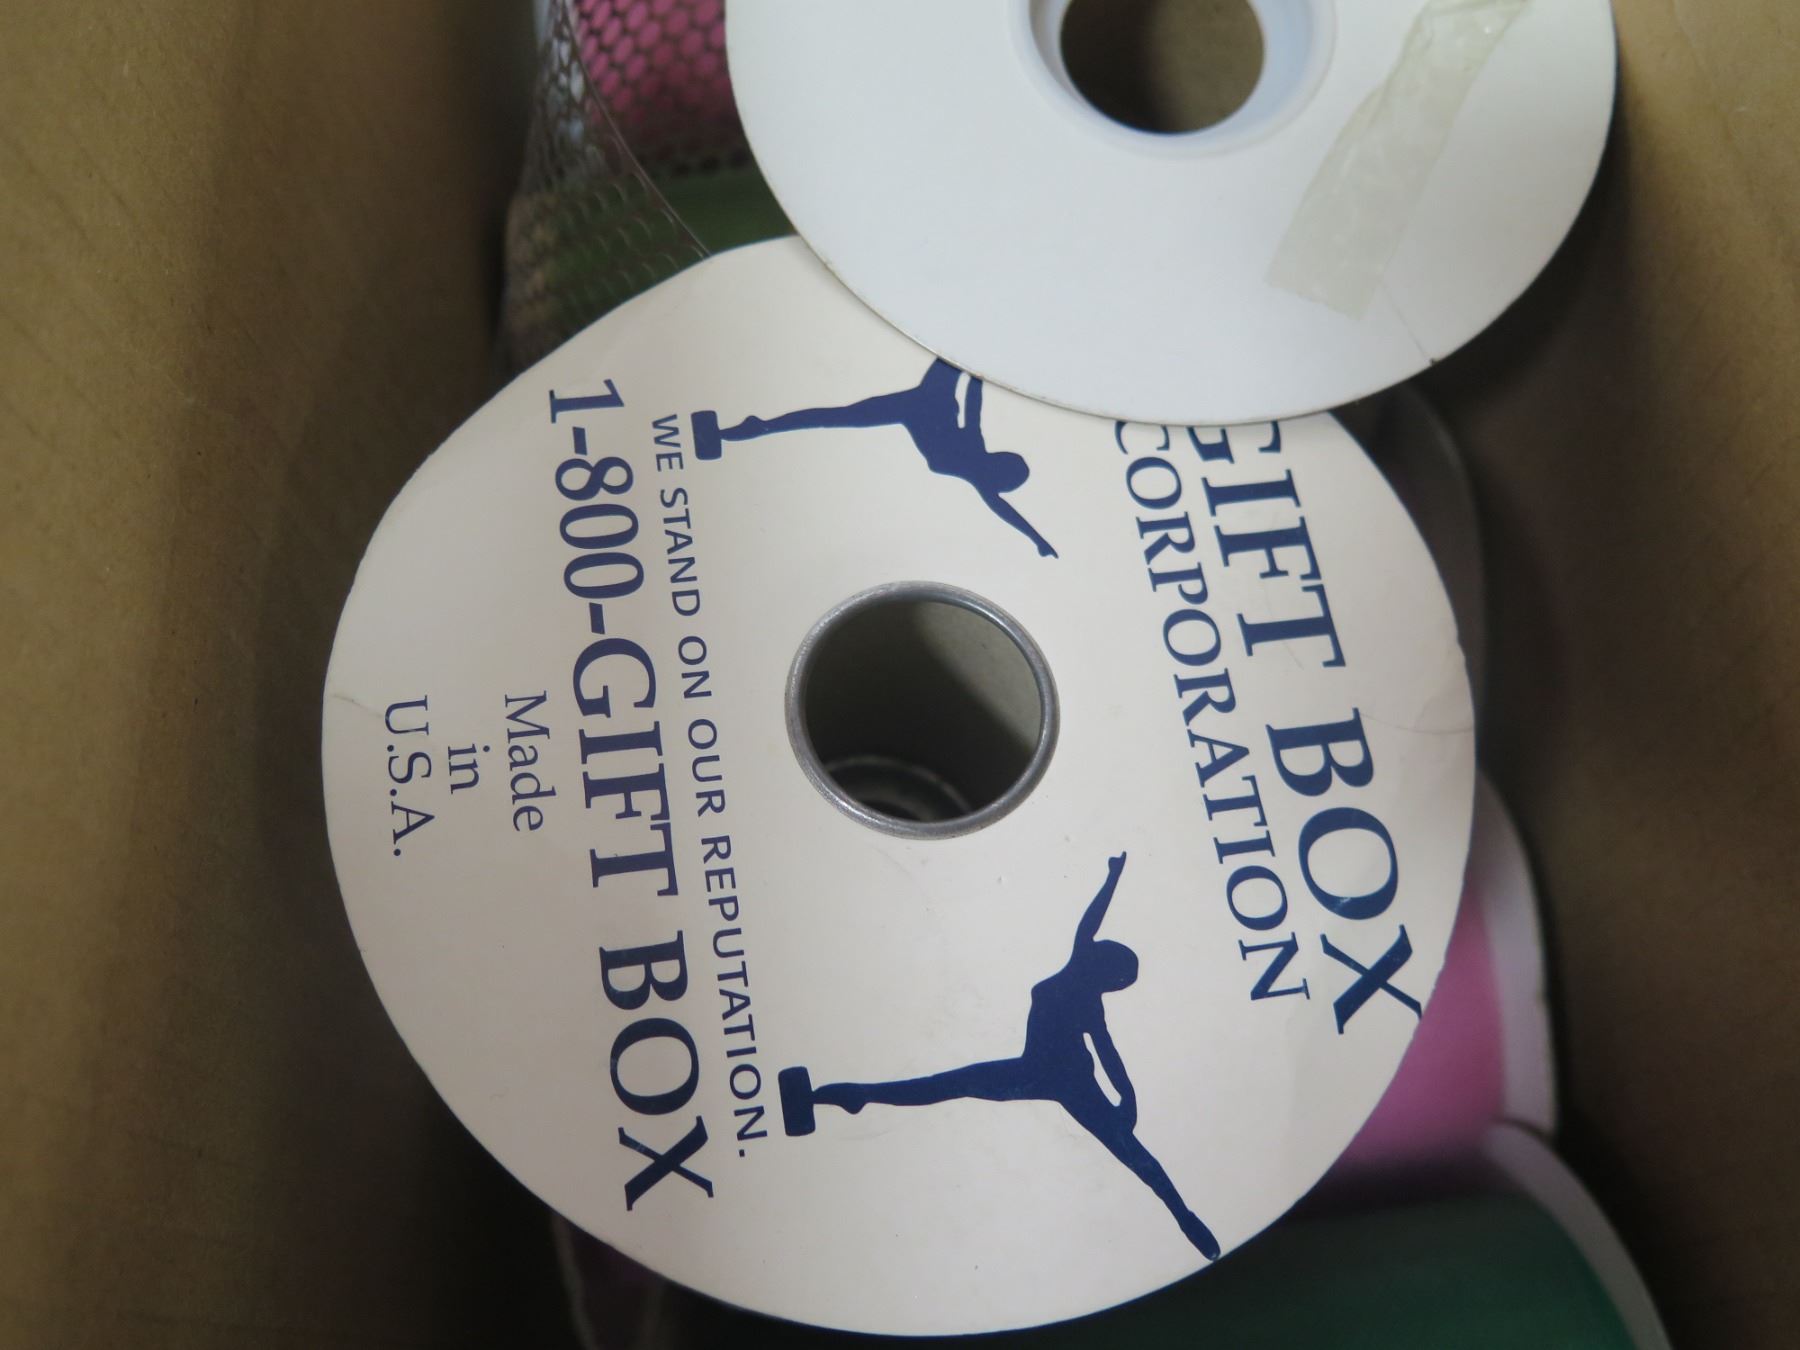 GIFT BOX
CORPORATION
WE STAND ON OUR REPUTATION.
1-800-GIFT BOX
Made
in
U.S.A.